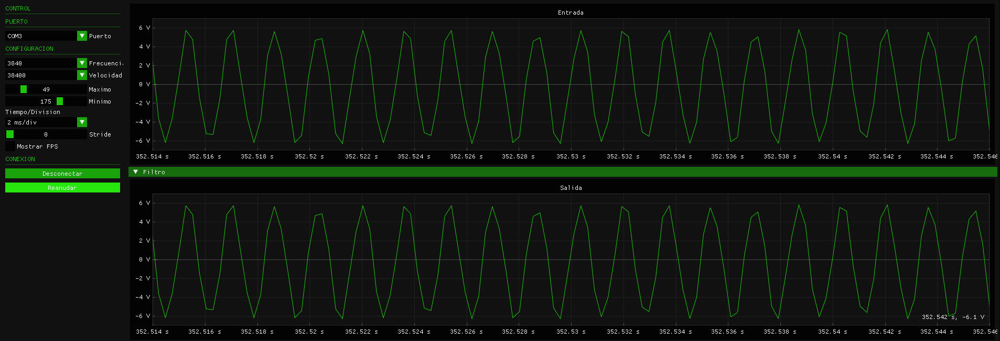 CONTROL
PUERTO
COM3 Puerto
CONFIGURACION
3840 Frecuenci
38400 Velocidad
49 Maximo
175 Minimo
Tiempo/Division
2 ms/div
0 Stride
Mostrar FPS
CONEXION
Desconectar
Reanudar
Entrada
6 V
4 V
2 V
0 V
-2 V
-4 V
-6 V
352.514 s 352.516 s 352.518 s 352.52 s 352.522 s 352.524 s 352.526 s 352.528 s 352.53 s 352.532 s 352.534 s 352.536 s 352.538 s 352.54 s 352.542 s 352.544 s 352.546
Filtro
Salida
6 V
4 V
2 V
0 V
-2 V
-4 V
-6 V
352.542 s, -6.1 V
352.514 s 352.516 s 352.518 s 352.52 s 352.522 s 352.524 s 352.526 s 352.528 s 352.53 s 352.532 s 352.534 s 352.536 s 352.538 s 352.54 s 352.542 s 352.544 s 352.546